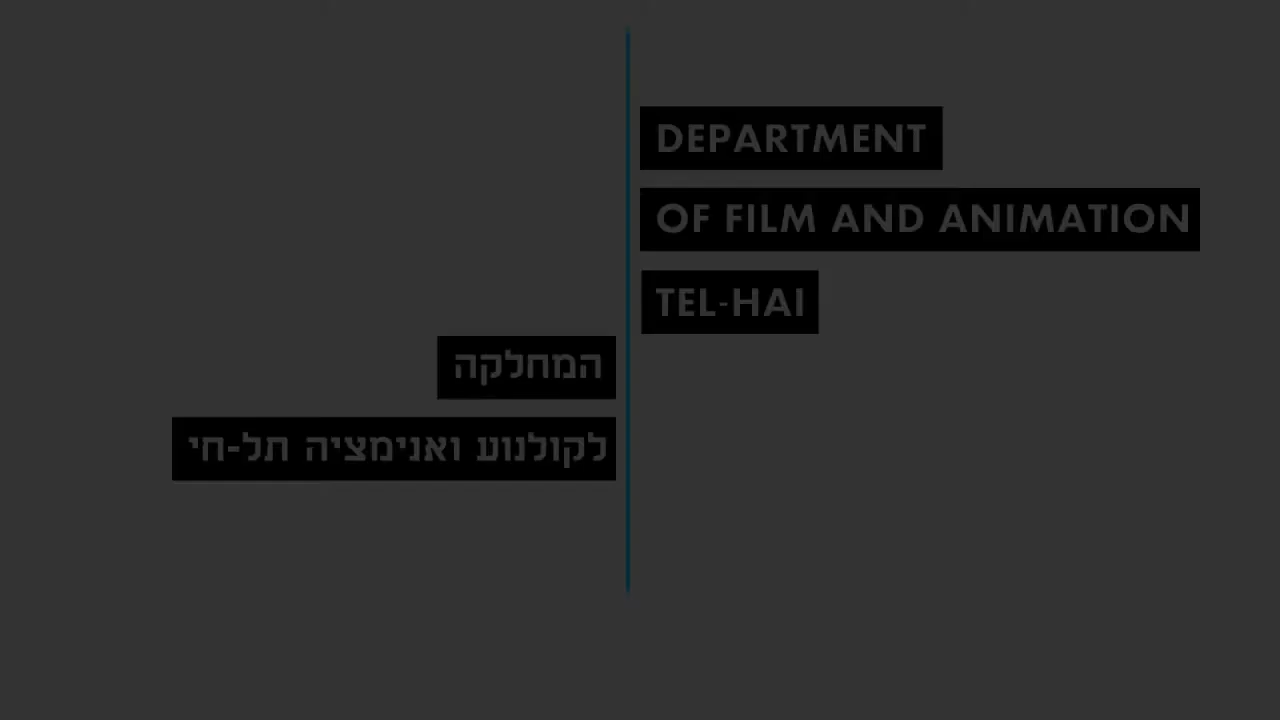 DEPARTMENT
OF FILM AND ANIMATION
TEL-HAI
המחלקה
לקולנוע ואנימציה תל-חי